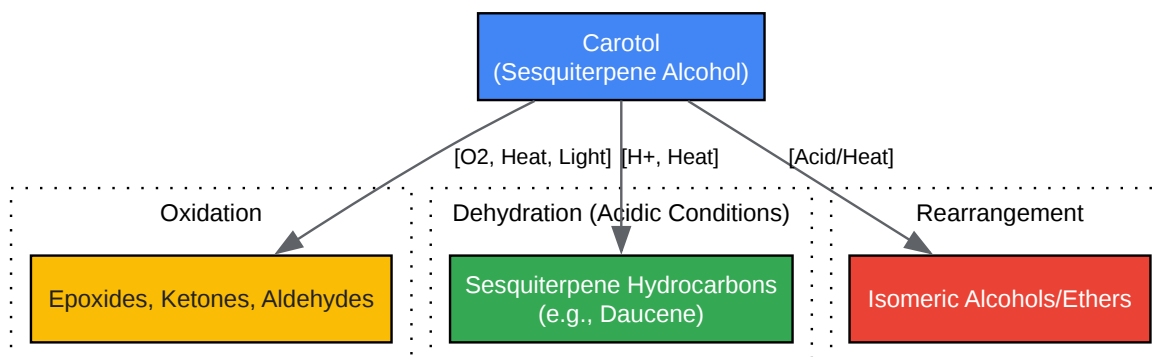 Carotol
(Sesquiterpene Alcohol)
[O2, Heat, Light]
[H+, Heat]
[Acid/Heat]
Oxidation
Dehydration (Acidic Conditions)
Rearrangement
Epoxides, Ketones, Aldehydes
Sesquiterpene Hydrocarbons
(e.g., Daucene)
Isomeric Alcohols/Ethers